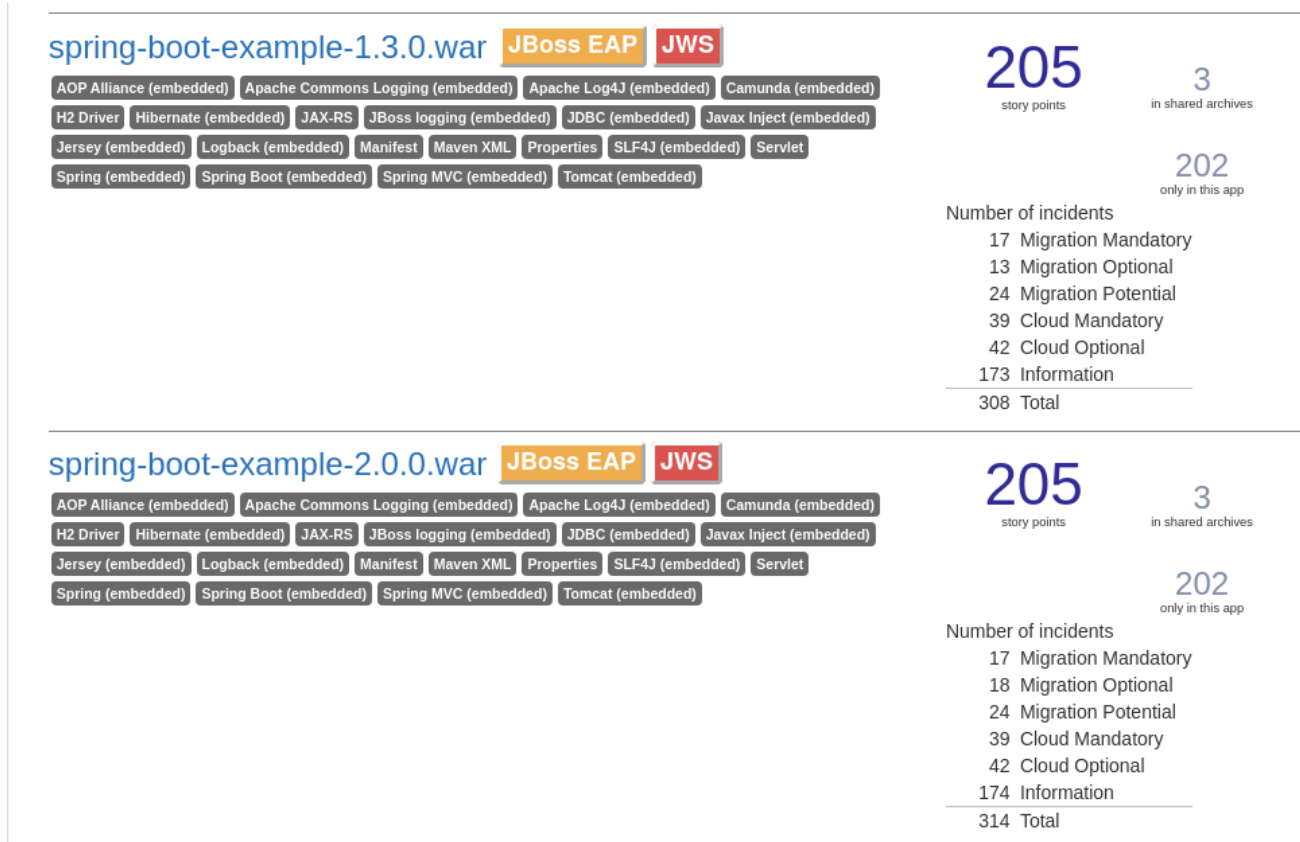 spring-boot-example-1.3.0.war JBoss EAP JWS
AOP Alliance (embedded) Apache Commons Logging (embedded) Apache Log4J (embedded) Camunda (embedded)
H2 Driver Hibernate (embedded) JAX-RS JBoss logging (embedded) JDBC (embedded) Javax Inject (embedded)
Jersey (embedded) Logback (embedded) Manifest Maven XML Properties SLF4J (embedded) Servlet
Spring (embedded) Spring Boot (embedded) Spring MVC (embedded) Tomcat (embedded)
205
story points
3
in shared archives
202
only in this app
Number of incidents
17 Migration Mandatory
13 Migration Optional
24 Migration Potential
39 Cloud Mandatory
42 Cloud Optional
173 Information
308 Total
spring-boot-example-2.0.0.war JBoss EAP JWS
AOP Alliance (embedded) Apache Commons Logging (embedded) Apache Log4J (embedded) Camunda (embedded)
H2 Driver Hibernate (embedded) JAX-RS JBoss logging (embedded) JDBC (embedded) Javax Inject (embedded)
Jersey (embedded) Logback (embedded) Manifest Maven XML Properties SLF4J (embedded) Servlet
Spring (embedded) Spring Boot (embedded) Spring MVC (embedded) Tomcat (embedded)
205
story points
3
in shared archives
202
only in this app
Number of incidents
17 Migration Mandatory
18 Migration Optional
24 Migration Potential
39 Cloud Mandatory
42 Cloud Optional
174 Information
314 Total